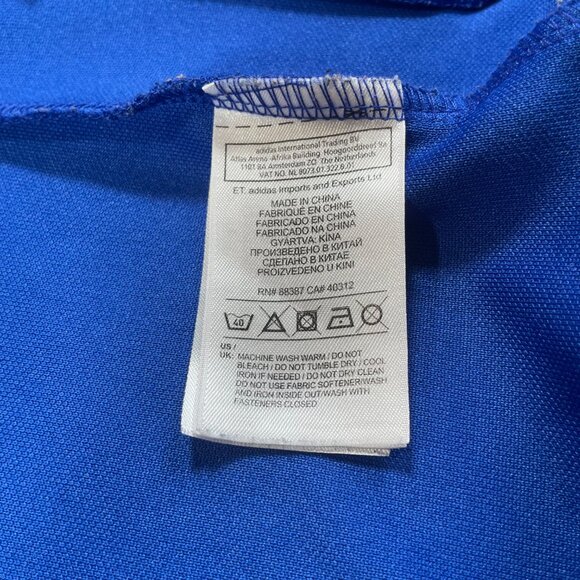 adidas International Trading BV
Atlas Arena -Afrika Building. Hoogoorddreef 9a
1101 BA Amsterdam ZO. The Netherlands
VAT NO. NL 8073.01.322.B.01
ET. adidas Imports and Exports Ltd
MADE IN CHINA
FABRIQUÉ EN CHINE
FABRICADO EN CHINA
FABRICADO NA CHINA
GYÁRTVA: KÍNA
ПРОИЗВЕДЕНО В КИТАЙ
СДЕЛАНО В КИТАЕ
PROIZVEDENO U KINI
RN# 88387 CA# 40312
40
US /
UK: MACHINE WASH WARM / DO NOT
BLEACH / DO NOT TUMBLE DRY / COOL
IRON IF NEEDED / DO NOT DRY CLEAN
DO NOT USE FABRIC SOFTENER/WASH
AND IRON INSIDE OUT/WASH WITH
FASTENERS CLOSED